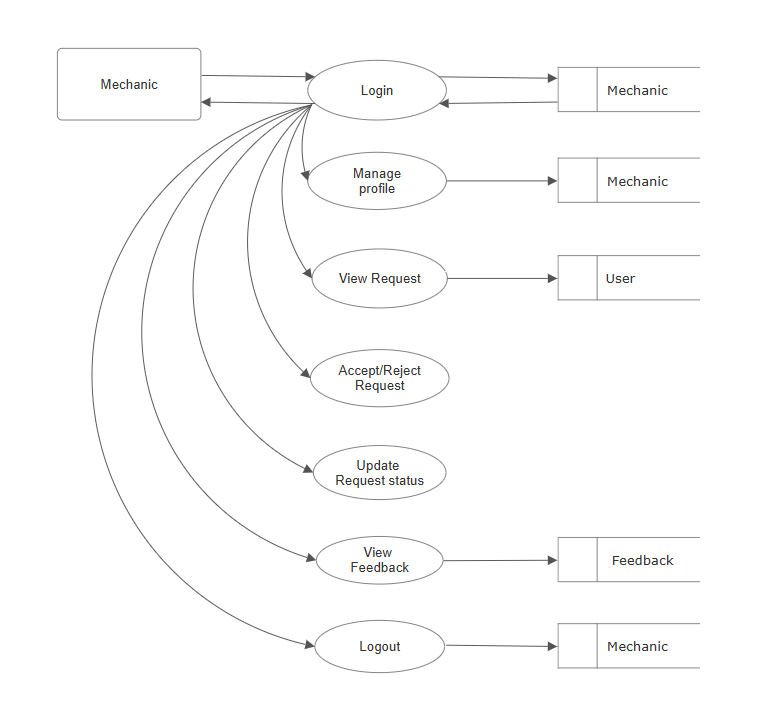 Mechanic
Login
Mechanic
Manage
profile
Mechanic
View Request
User
Accept/Reject
Request
Update
Request status
View
Feedback
Feedback
Logout
Mechanic